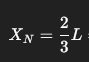 X_N = \frac{2}{3} L